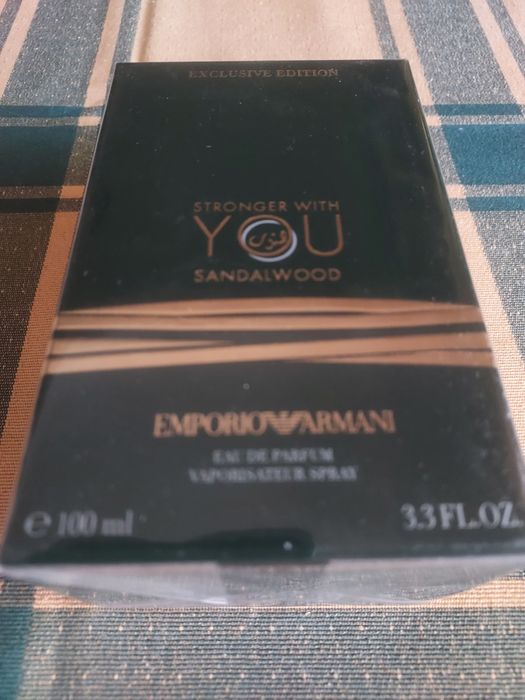 EXCLUSIVE EDITION
STRONGER WITH
YOU
SANDALWOOD
EMPORIO ARMANI
EAU DE PARFUM
VAPORISATEUR SPRAY
℮ 100 ml
3.3 FL.OZ.